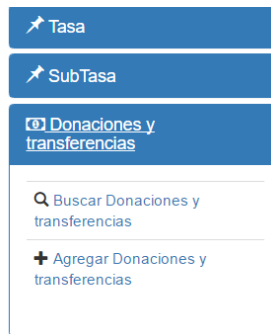 Tasa
SubTasa
Donaciones y
transferencias
Buscar Donaciones y
transferencias
Agregar Donaciones y
transferencias